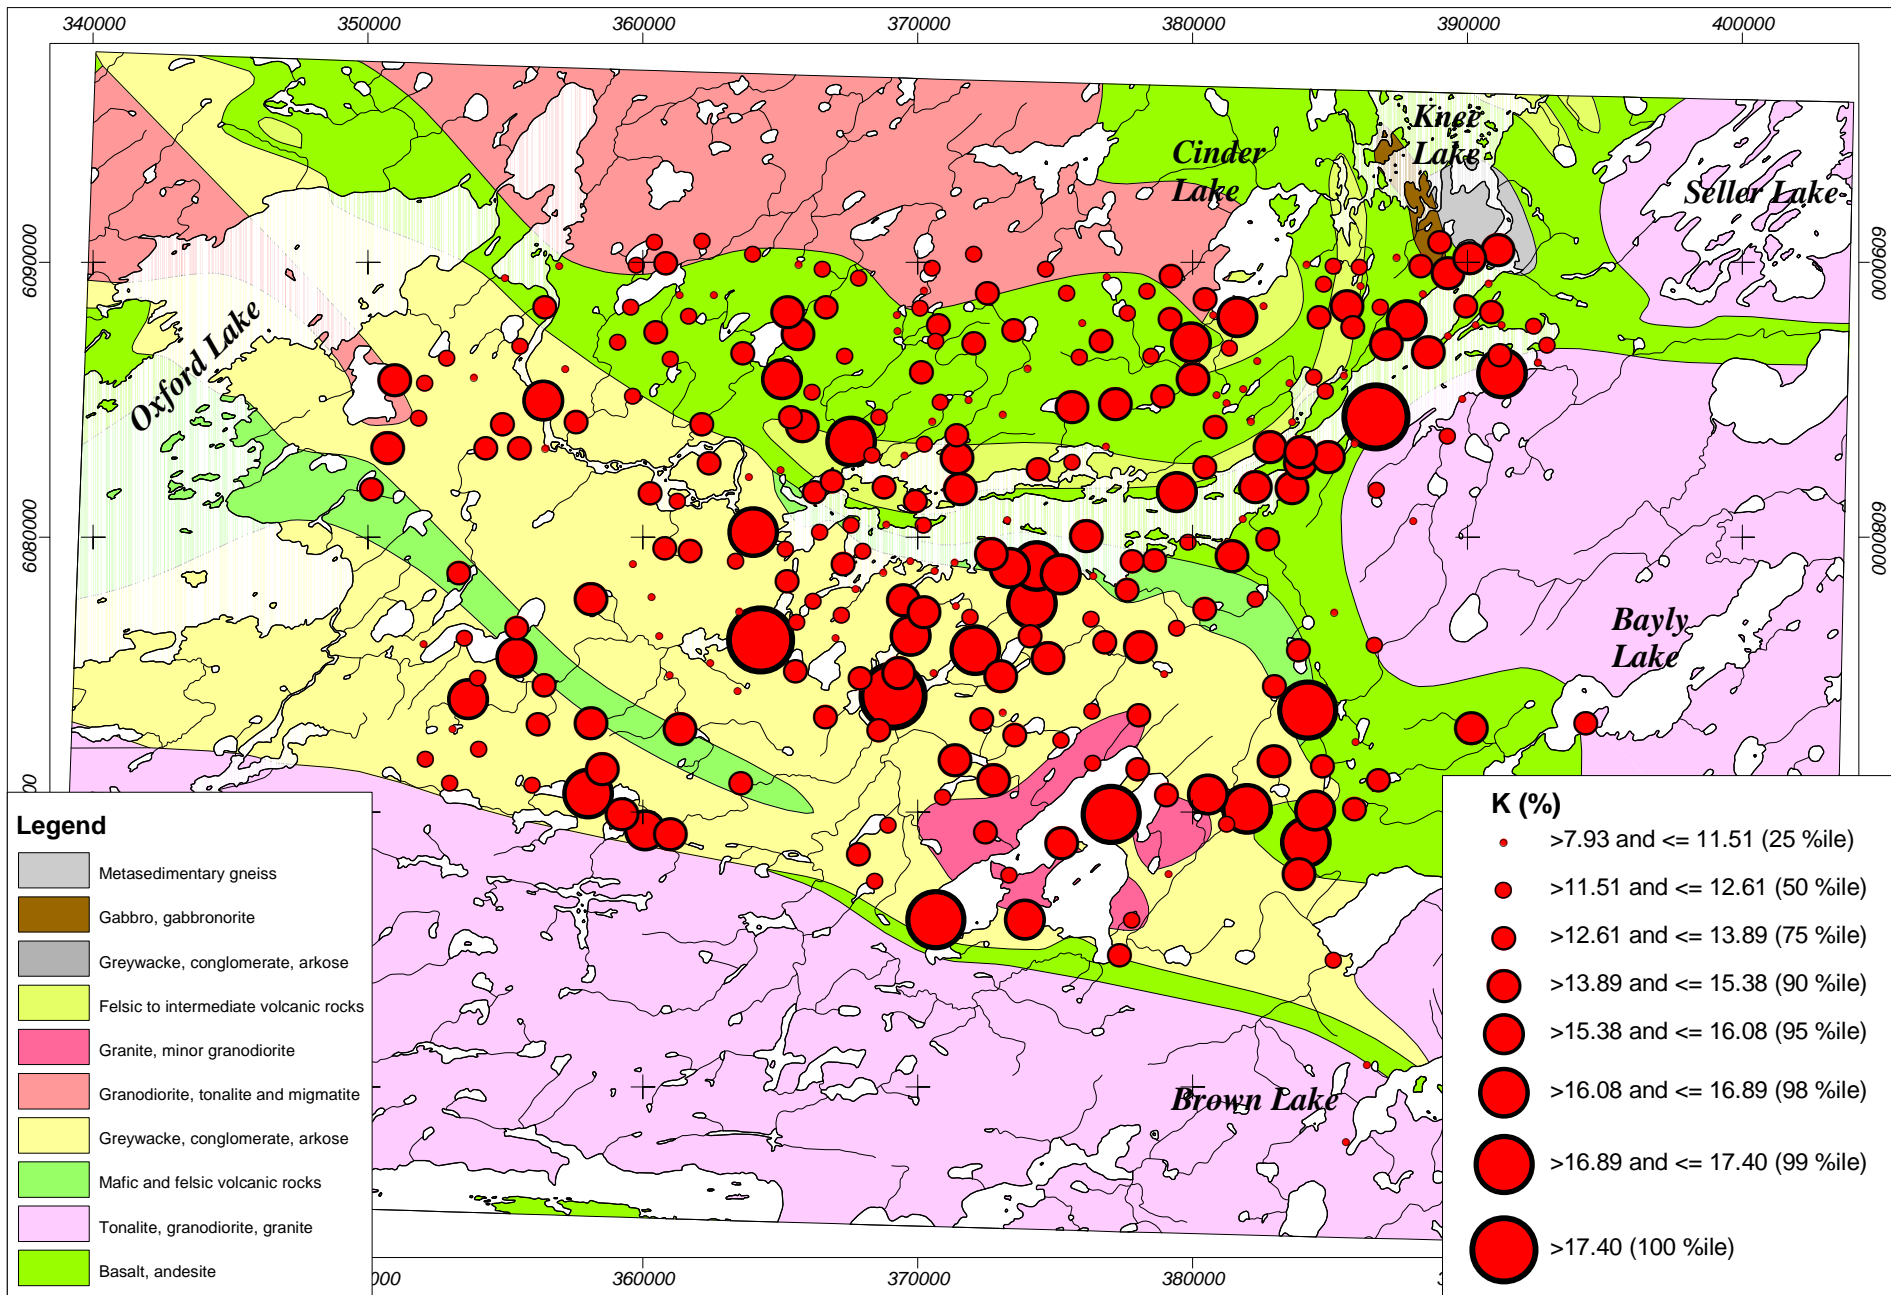 340000 350000 360000 370000 380000 390000 400000
Knee
Lake
Cinder
Lake
Seller Lake
6090000 6090000
Oxford Lake
6080000 6080000
Bayly
Lake
Brown Lake
00
Legend
Metasedimentary gneiss
Gabbro, gabbronorite
Greywacke, conglomerate, arkose
Felsic to intermediate volcanic rocks
Granite, minor granodiorite
Granodiorite, tonalite and migmatite
Greywacke, conglomerate, arkose
Mafic and felsic volcanic rocks
Tonalite, granodiorite, granite
Basalt, andesite
K (%)
>7.93 and <= 11.51 (25 %ile)
>11.51 and <= 12.61 (50 %ile)
>12.61 and <= 13.89 (75 %ile)
>13.89 and <= 15.38 (90 %ile)
>15.38 and <= 16.08 (95 %ile)
>16.08 and <= 16.89 (98 %ile)
>16.89 and <= 17.40 (99 %ile)
>17.40 (100 %ile)
000 360000 370000 380000